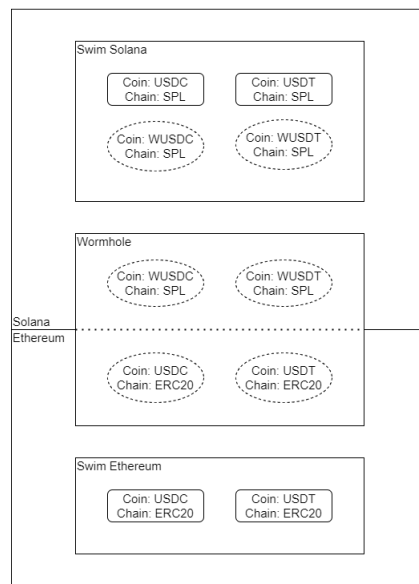 Swim Solana
Coin: USDC
Chain: SPL
Coin: USDT
Chain: SPL
Coin: WUSDC
Chain: SPL
Coin: WUSDT
Chain: SPL
Wormhole
Coin: WUSDC
Chain: SPL
Coin: WUSDT
Chain: SPL
Solana
Ethereum
Coin: USDC
Chain: ERC20
Coin: USDT
Chain: ERC20
Swim Ethereum
Coin: USDC
Chain: ERC20
Coin: USDT
Chain: ERC20